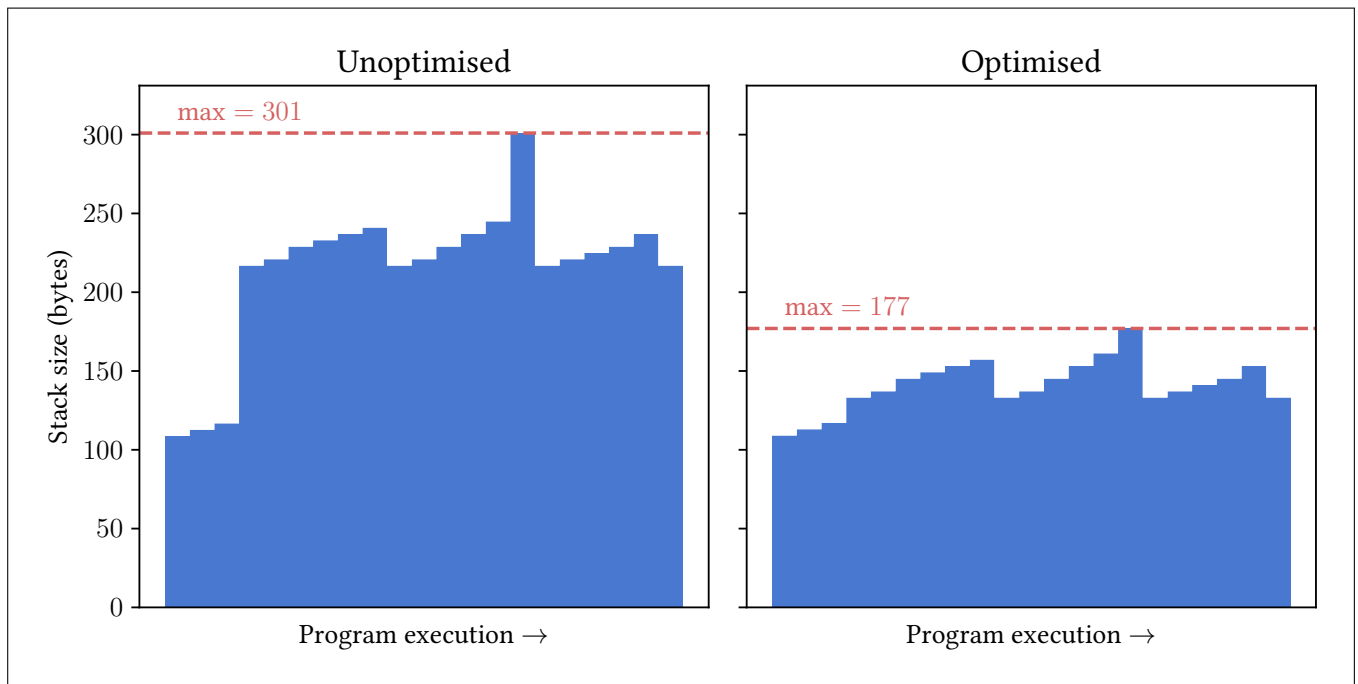 Unoptimised
Optimised
max = 301
max = 177
300
250
200
150
100
50
0
Stack size (bytes)
Program execution →
Program execution →